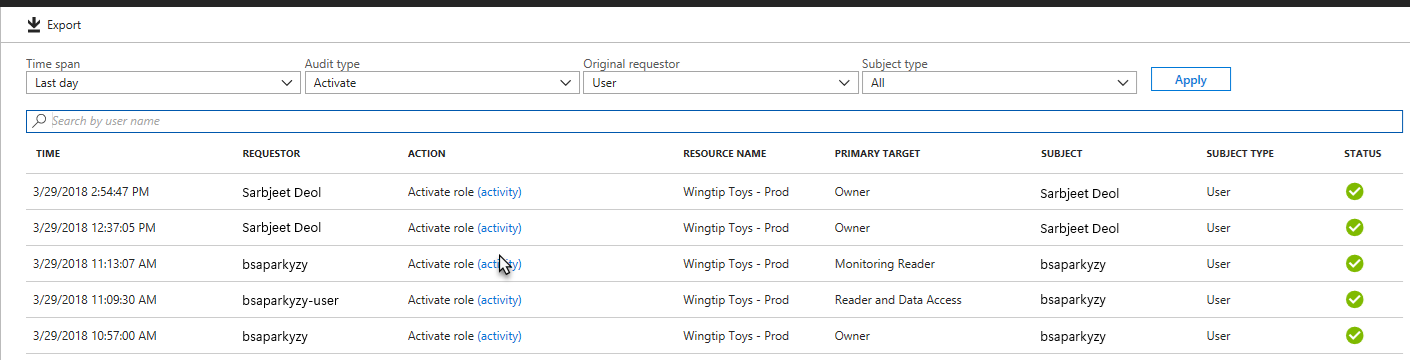 Export
Time span Audit type Original requestor Subject type
Last day Activate User All Apply
Search by user name
TIME REQUESTOR ACTION RESOURCE NAME PRIMARY TARGET SUBJECT SUBJECT TYPE STATUS
3/29/2018 2:54:47 PM Sarbjeet Deol Activate role (activity) Wingtip Toys - Prod Owner Sarbjeet Deol User
3/29/2018 12:37:05 PM Sarbjeet Deol Activate role (activity) Wingtip Toys - Prod Owner Sarbjeet Deol User
3/29/2018 11:13:07 AM bsaparkyzy Activate role (activity) Wingtip Toys - Prod Monitoring Reader bsaparkyzy User
3/29/2018 11:09:30 AM bsaparkyzy-user Activate role (activity) Wingtip Toys - Prod Reader and Data Access bsaparkyzy User
3/29/2018 10:57:00 AM bsaparkyzy Activate role (activity) Wingtip Toys - Prod Owner bsaparkyzy User